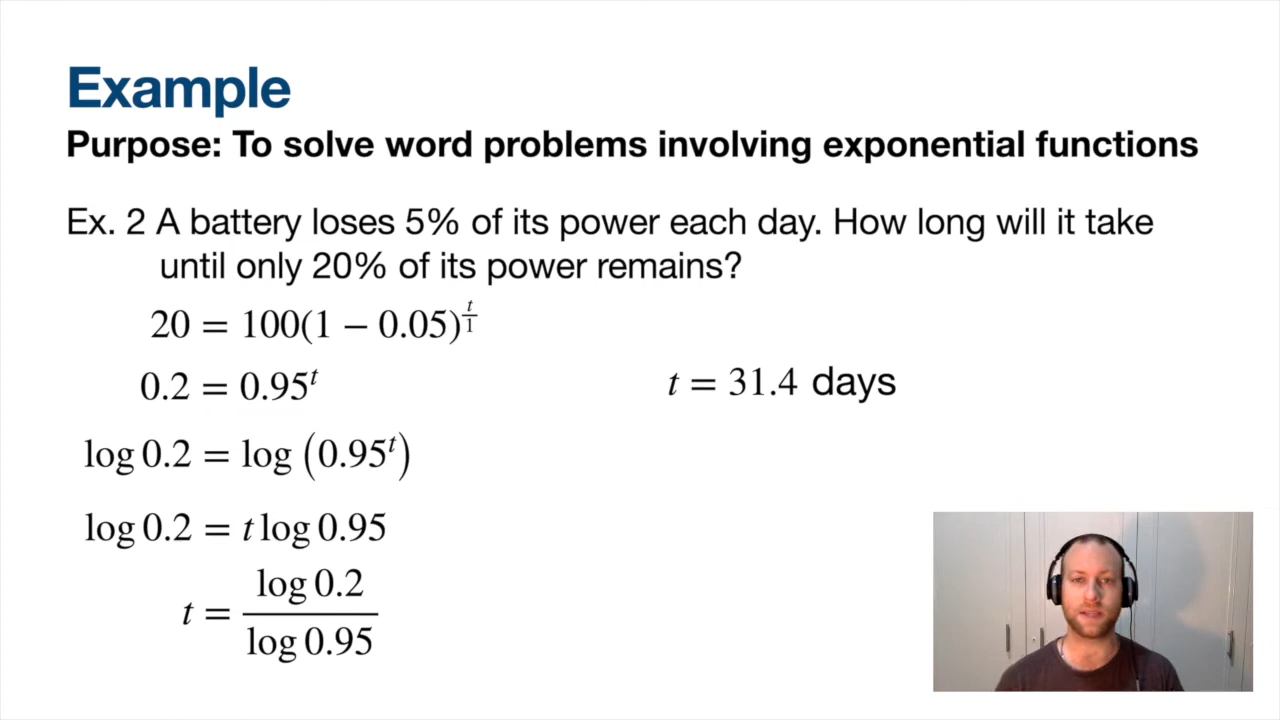 Example
Purpose: To solve word problems involving exponential functions
Ex. 2 A battery loses 5% of its power each day. How long will it take
until only 20% of its power remains?
20 = 100(1 − 0.05)^{t/1}
0.2 = 0.95^t
t = 31.4 days
log 0.2 = log (0.95^t)
log 0.2 = t log 0.95
t = log 0.2 / log 0.95